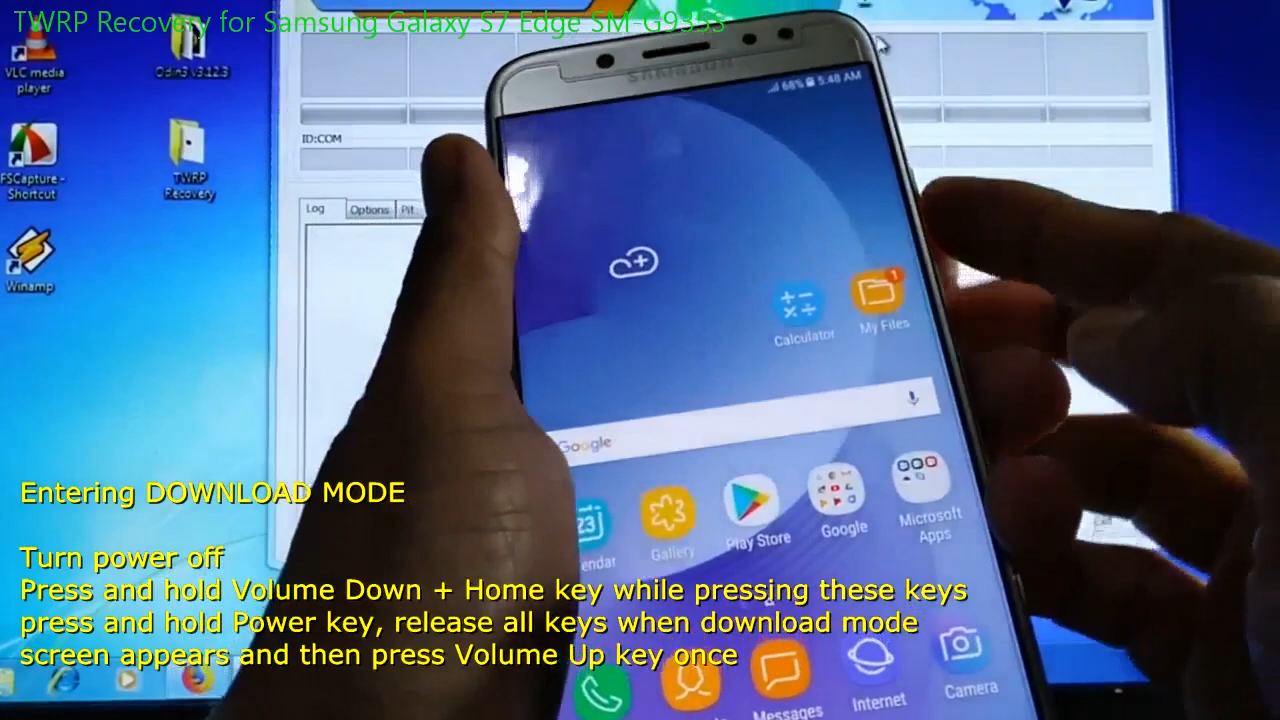 TWRP Recovery for Samsung Galaxy S7 Edge SM-G935S
VLC media
player
Odin3 v3.12.3
FSCapture -
Shortcut
TWRP
Recovery
Winamp
ID:COM
Log
Options
Pit
SAMSUNG
68% 5:48 AM
Calculator
1
My Files
Google
23
endar
Gallery
Play Store
Google
Microsoft
Apps
Messages
Internet
Camera
Entering DOWNLOAD MODE
Turn power off
Press and hold Volume Down + Home key while pressing these keys
press and hold Power key, release all keys when download mode
screen appears and then press Volume Up key once